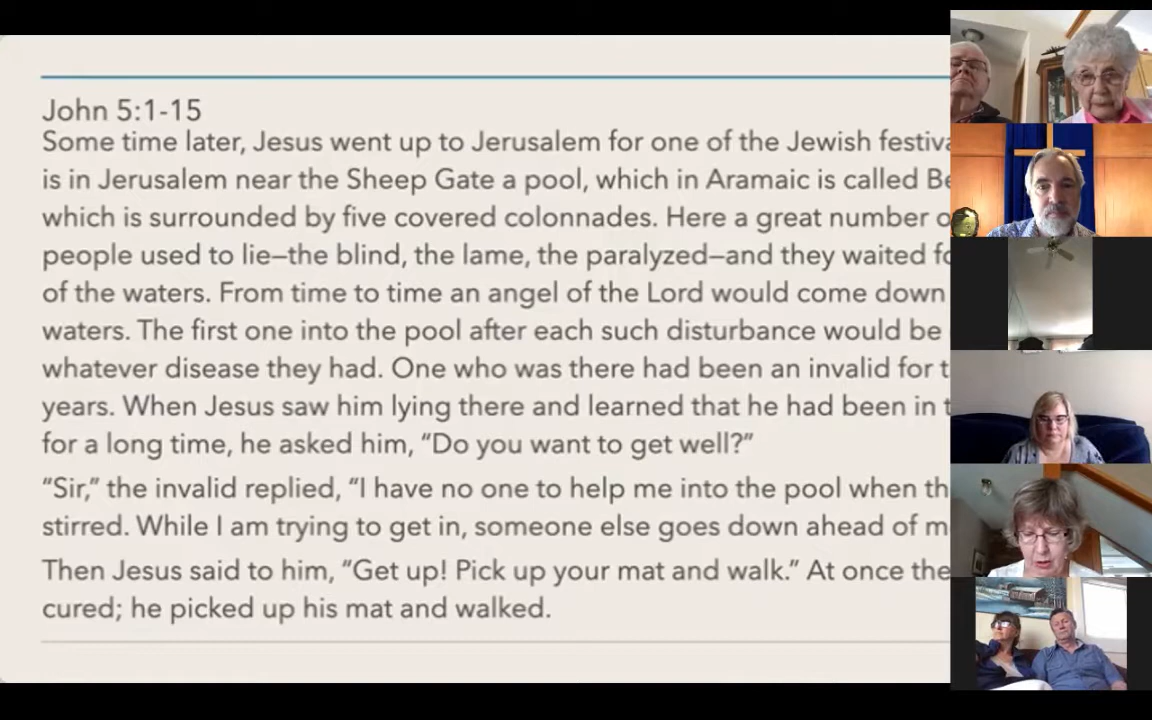 John 5:1-15
Some time later, Jesus went up to Jerusalem for one of the Jewish
is in Jerusalem near the Sheep Gate a pool, which in Aramaic is called
which is surrounded by five covered colonnades. Here a great number
people used to lie—the blind, the lame, the paralyzed—and they waited
of the waters. From time to time an angel of the Lord would come down
waters. The first one into the pool after each such disturbance would be
whatever disease they had. One who was there had been an invalid for
years. When Jesus saw him lying there and learned that he had been in
for a long time, he asked him, “Do you want to get well?”
“Sir,” the invalid replied, “I have no one to help me into the pool when
stirred. While I am trying to get in, someone else goes down ahead of
Then Jesus said to him, “Get up! Pick up your mat and walk.” At once the
cured; he picked up his mat and walked.